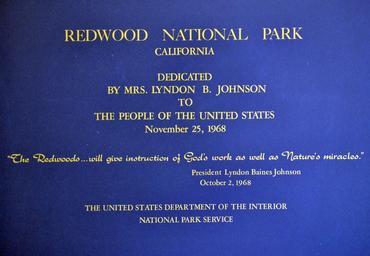 REDWOOD NATIONAL PARK
CALIFORNIA
DEDICATED
BY MRS. LYNDON B. JOHNSON
TO
THE PEOPLE OF THE UNITED STATES
November 25, 1968
"The Redwoods...will give instruction of God's work as well as Nature's miracles."
President Lyndon Baines Johnson
October 2, 1968
THE UNITED STATES DEPARTMENT OF THE INTERIOR
NATIONAL PARK SERVICE